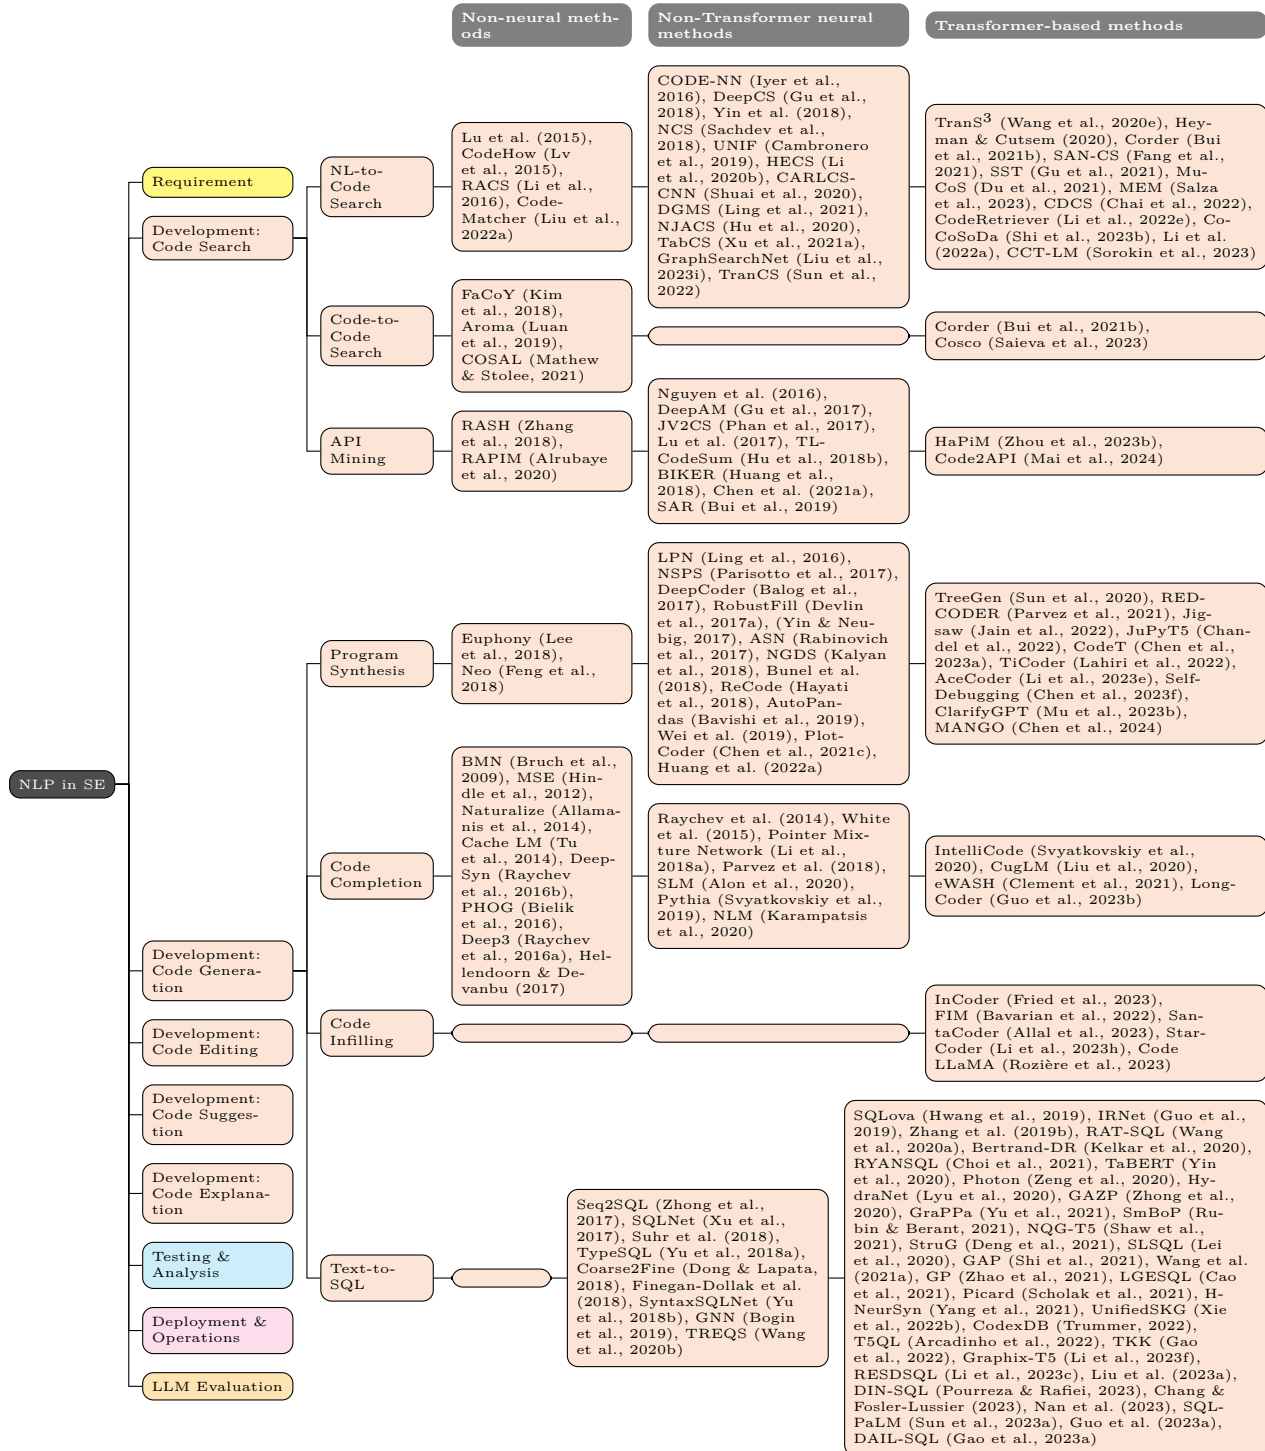 Non-neural meth-
ods
Non-Transformer neural
methods
Transformer-based methods
NLP in SE
Requirement
Development:
Code Search
NL-to-
Code
Search
Lu et al. (2015),
CodeHow (Lv
et al., 2015),
RACS (Li et al.,
2016), Code-
Matcher (Liu et al.,
2022a)
CODE-NN (Iyer et al.,
2016), DeepCS (Gu et al.,
2018), Yin et al. (2018),
NCS (Sachdev et al.,
2018), UNIF (Cambronero
et al., 2019), HECS (Li
et al., 2020b), CARLCS-
CNN (Shuai et al., 2020),
DGMS (Ling et al., 2021),
NJACS (Hu et al., 2020),
TabCS (Xu et al., 2021a),
GraphSearchNet (Liu et al.,
2023i), TranCS (Sun et al.,
2022)
TranS3 (Wang et al., 2020e), Hey-
man & Cutsem (2020), Corder (Bui
et al., 2021b), SAN-CS (Fang et al.,
2021), SST (Gu et al., 2021), Mu-
CoS (Du et al., 2021), MEM (Salza
et al., 2023), CDCS (Chai et al., 2022),
CodeRetriever (Li et al., 2022e), Co-
CoSoDa (Shi et al., 2023b), Li et al.
(2022a), CCT-LM (Sorokin et al., 2023)
Code-to-
Code
Search
FaCoY (Kim
et al., 2018),
Aroma (Luan
et al., 2019),
COSAL (Mathew
& Stolee, 2021)
Corder (Bui et al., 2021b),
Cosco (Saieva et al., 2023)
API
Mining
RASH (Zhang
et al., 2018),
RAPIM (Alrubaye
et al., 2020)
Nguyen et al. (2016),
DeepAM (Gu et al., 2017),
JV2CS (Phan et al., 2017),
Lu et al. (2017), TL-
CodeSum (Hu et al., 2018b),
BIKER (Huang et al.,
2018), Chen et al. (2021a),
SAR (Bui et al., 2019)
HaPiM (Zhou et al., 2023b),
Code2API (Mai et al., 2024)
Development:
Code Genera-
tion
Program
Synthesis
Euphony (Lee
et al., 2018),
Neo (Feng et al.,
2018)
LPN (Ling et al., 2016),
NSPS (Parisotto et al., 2017),
DeepCoder (Balog et al.,
2017), RobustFill (Devlin
et al., 2017a), (Yin & Neu-
big, 2017), ASN (Rabinovich
et al., 2017), NGDS (Kalyan
et al., 2018), Bunel et al.
(2018), ReCode (Hayati
et al., 2018), AutoPan-
das (Bavishi et al., 2019),
Wei et al. (2019), Plot-
Coder (Chen et al., 2021c),
Huang et al. (2022a)
TreeGen (Sun et al., 2020), RED-
CODER (Parvez et al., 2021), Jig-
saw (Jain et al., 2022), JuPyT5 (Chan-
del et al., 2022), CodeT (Chen et al.,
2023a), TiCoder (Lahiri et al., 2022),
AceCoder (Li et al., 2023e), Self-
Debugging (Chen et al., 2023f),
ClarifyGPT (Mu et al., 2023b),
MANGO (Chen et al., 2024)
Code
Completion
BMN (Bruch et al.,
2009), MSE (Hin-
dle et al., 2012),
Naturalize (Allama-
nis et al., 2014),
Cache LM (Tu
et al., 2014), Deep-
Syn (Raychev
et al., 2016b),
PHOG (Bielik
et al., 2016),
Deep3 (Raychev
et al., 2016a), Hel-
lendoorn & De-
vanbu (2017)
Raychev et al. (2014), White
et al. (2015), Pointer Mix-
ture Network (Li et al.,
2018a), Parvez et al. (2018),
SLM (Alon et al., 2020),
Pythia (Svyatkovskiy et al.,
2019), NLM (Karampatsis
et al., 2020)
IntelliCode (Svyatkovskiy et al.,
2020), CugLM (Liu et al., 2020),
eWASH (Clement et al., 2021), Long-
Coder (Guo et al., 2023b)
Code
Infilling
InCoder (Fried et al., 2023),
FIM (Bavarian et al., 2022), San-
taCoder (Allal et al., 2023), Star-
Coder (Li et al., 2023h), Code
LLaMA (Rozière et al., 2023)
Text-to-
SQL
Seq2SQL (Zhong et al.,
2017), SQLNet (Xu et al.,
2017), Suhr et al. (2018),
TypeSQL (Yu et al., 2018a),
Coarse2Fine (Dong & Lapata,
2018), Finegan-Dollak et al.
(2018), SyntaxSQLNet (Yu
et al., 2018b), GNN (Bogin
et al., 2019), TREQS (Wang
et al., 2020b)
SQLova (Hwang et al., 2019), IRNet (Guo et al.,
2019), Zhang et al. (2019b), RAT-SQL (Wang
et al., 2020a), Bertrand-DR (Kelkar et al., 2020),
RYANSQL (Choi et al., 2021), TaBERT (Yin
et al., 2020), Photon (Zeng et al., 2020), Hy-
draNet (Lyu et al., 2020), GAZP (Zhong et al.,
2020), GraPPa (Yu et al., 2021), SmBoP (Ru-
bin & Berant, 2021), NQG-T5 (Shaw et al.,
2021), StruG (Deng et al., 2021), SLSQL (Lei
et al., 2020), GAP (Shi et al., 2021), Wang et al.
(2021a), GP (Zhao et al., 2021), LGESQL (Cao
et al., 2021), Picard (Scholak et al., 2021), H-
NeurSyn (Yang et al., 2021), UnifiedSKG (Xie
et al., 2022b), CodexDB (Trummer, 2022),
T5QL (Arcadinho et al., 2022), TKK (Gao
et al., 2022), Graphix-T5 (Li et al., 2023f),
RESDSQL (Li et al., 2023c), Liu et al. (2023a),
DIN-SQL (Pourreza & Rafiei, 2023), Chang &
Fosler-Lussier (2023), Nan et al. (2023), SQL-
PaLM (Sun et al., 2023a), Guo et al. (2023a),
DAIL-SQL (Gao et al., 2023a)
Development:
Code Editing
Development:
Code Sugges-
tion
Development:
Code Explana-
tion
Testing &
Analysis
Deployment &
Operations
LLM Evaluation